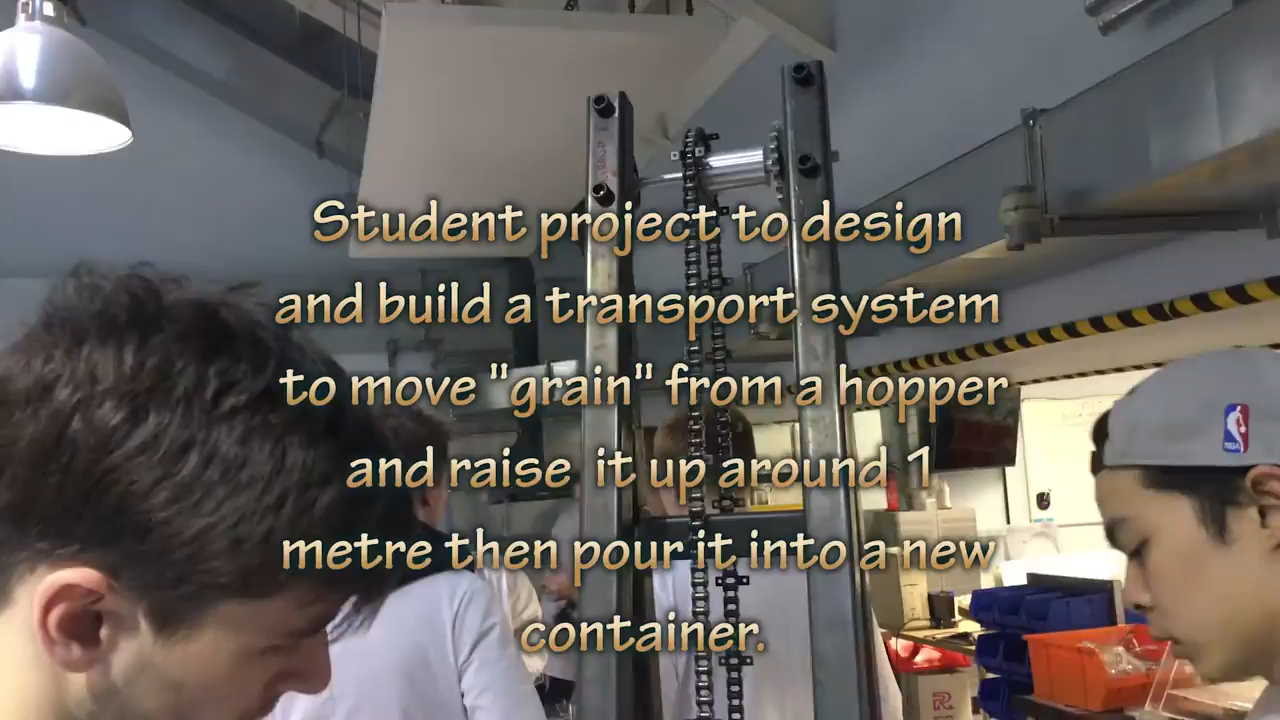 Student project to design
and build a transport system
to move "grain" from a hopper
and raise it up around 1
metre then pour it into a new
container.